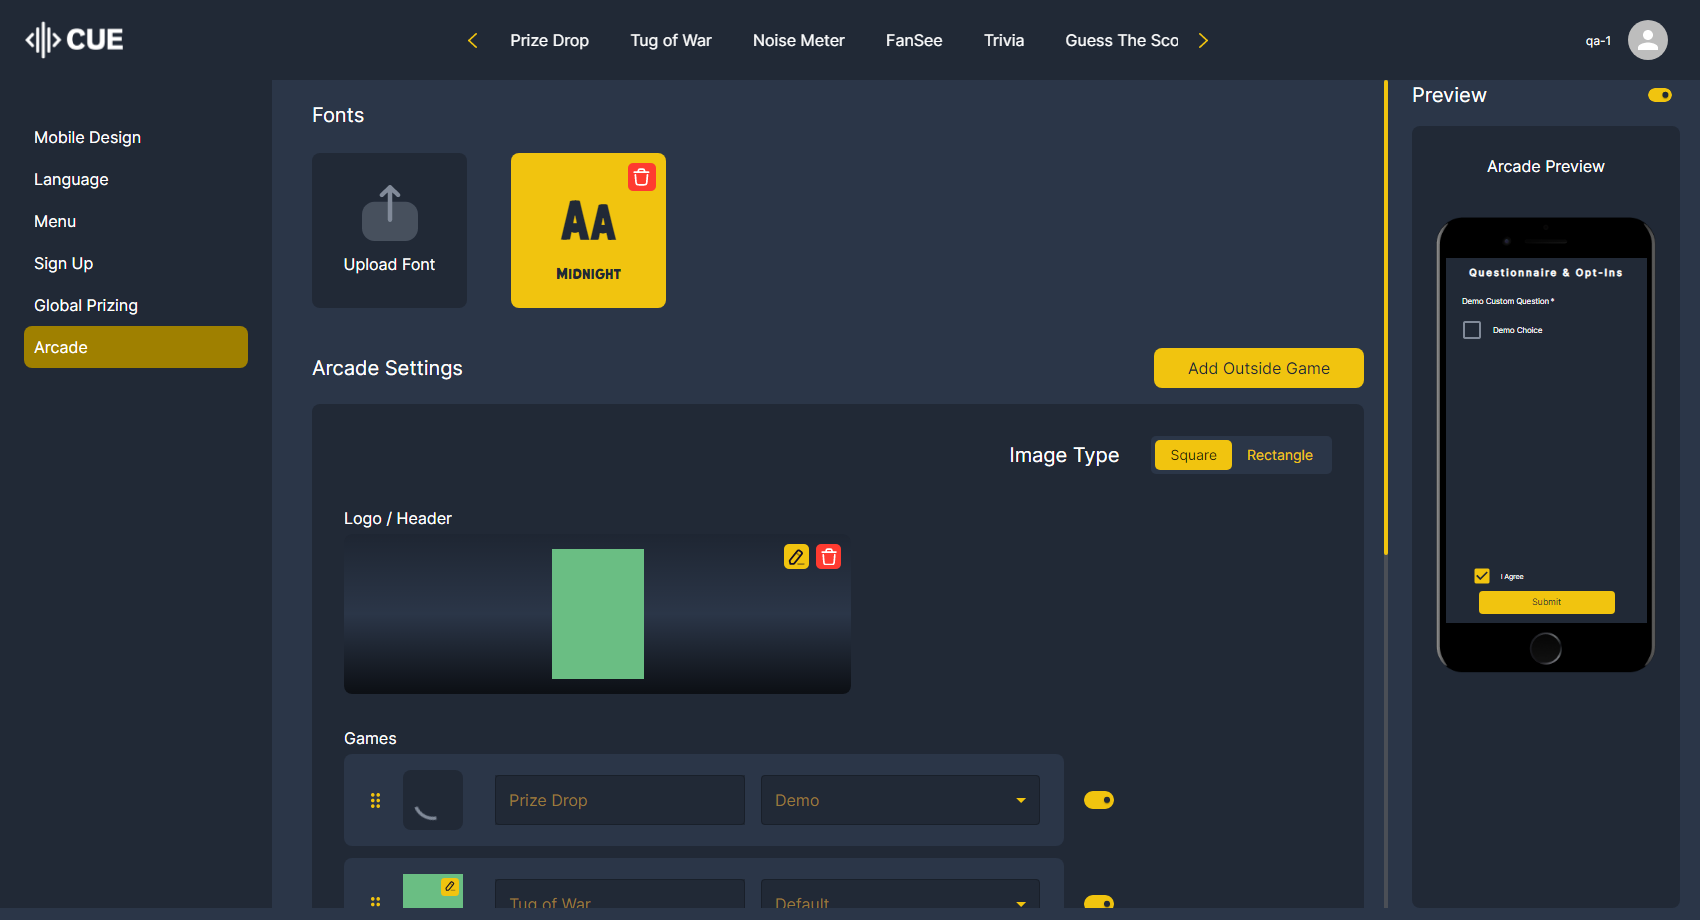 CUE
Prize Drop
Tug of War
Noise Meter
FanSee
Trivia
Guess The Sco
qa-1
Mobile Design
Language
Menu
Sign Up
Global Prizing
Arcade
Fonts
Upload Font
AA
MIDNIGHT
Arcade Settings
Add Outside Game
Image Type
Square
Rectangle
Logo / Header
Games
Prize Drop
Demo
Tug of War
Default
Preview
Arcade Preview
Questionnaire & Opt-Ins
Demo Custom Question *
Demo Choice
I Agree
Submit